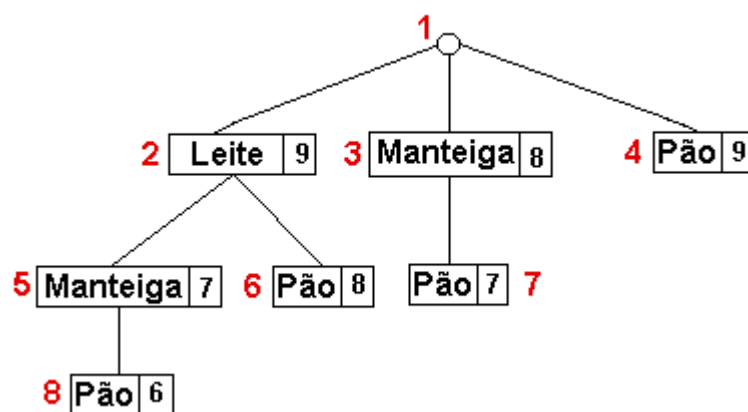 1
2 Leite 9 3 Manteiga 8 4 Pão 9
5 Manteiga 7 6 Pão 8 Pão 7 7
8 Pão 6